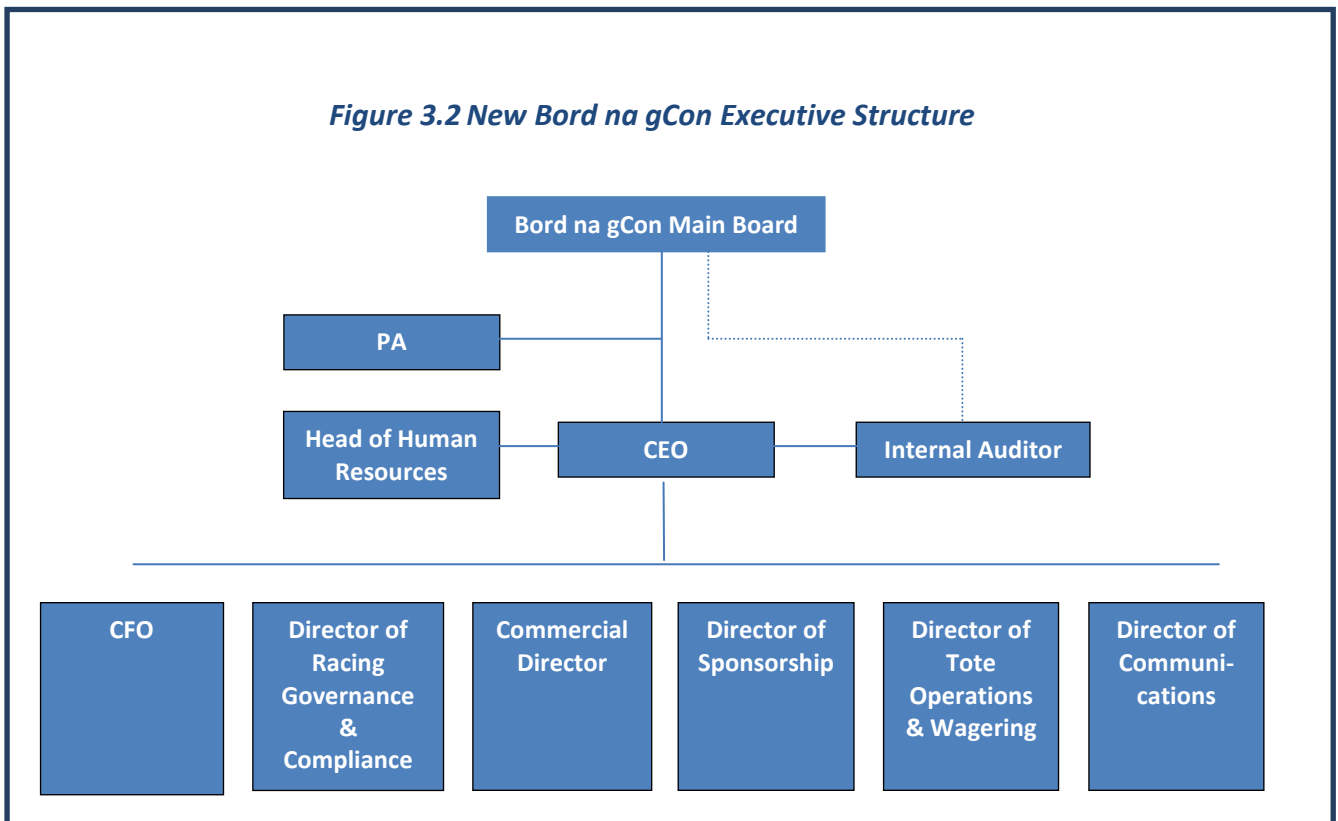 Figure 3.2 New Bord na gCon Executive Structure
Bord na gCon Main Board
PA
Head of Human
Resources
CEO
Internal Auditor
CFO
Director of
Racing
Governance
&
Compliance
Commercial
Director
Director of
Sponsorship
Director of
Tote
Operations
& Wagering
Director of
Communi-
cations